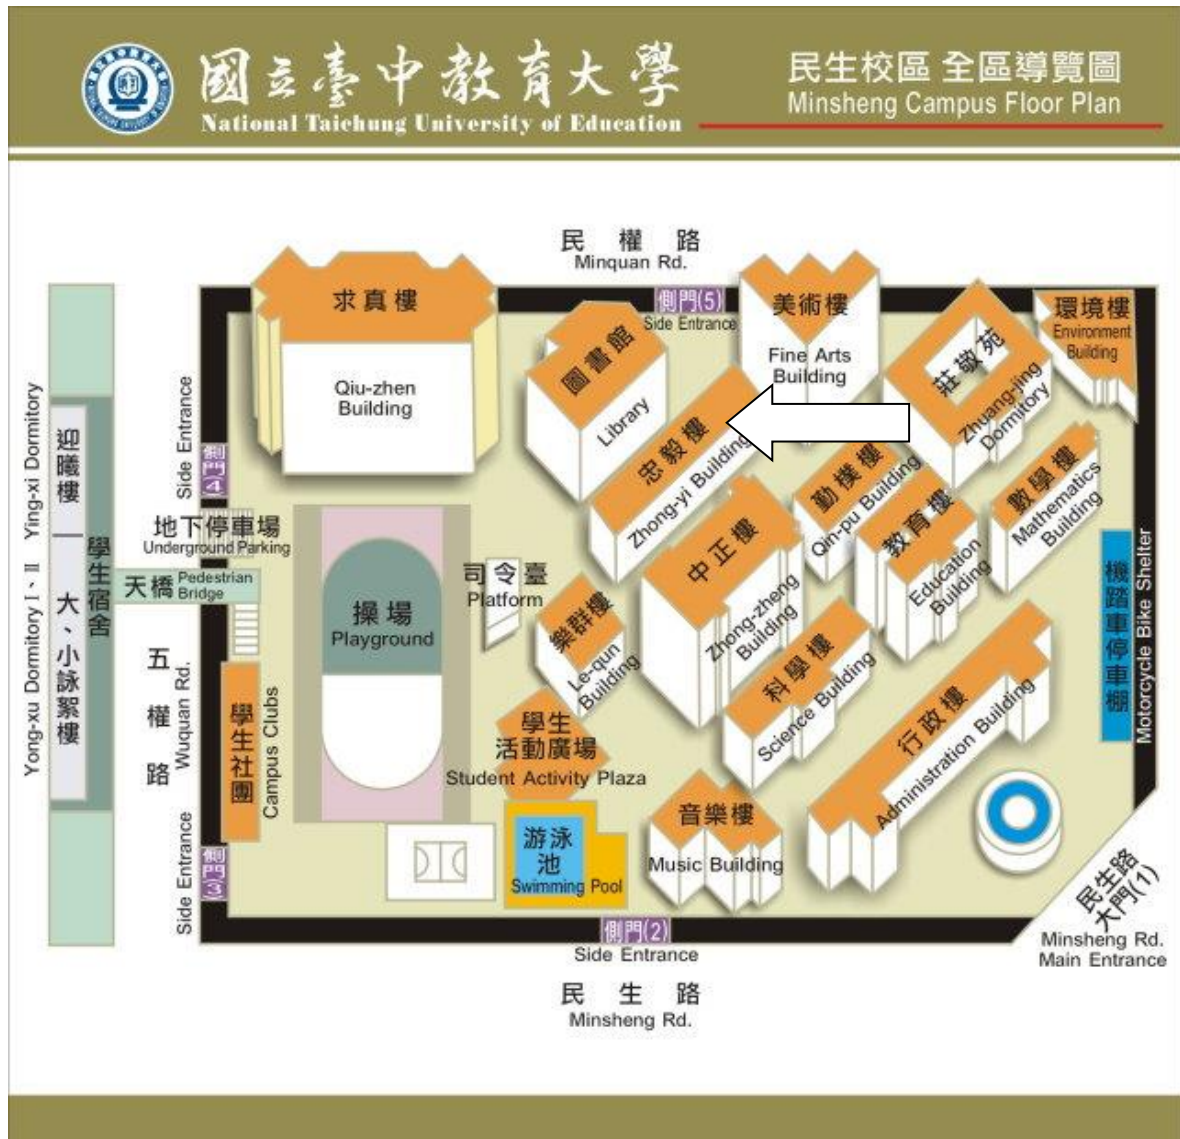 國立臺中教育大學
National Taichung University of Education
民生校區 全區導覽圖
Minsheng Campus Floor Plan
民權路
Minquan Rd.
求真樓
Qiu-zhen
Building
圖書館
Library
側門(5)
Side Entrance
美術樓
Fine Arts
Building
莊敬苑
Zhuang-jing
Dormitory
環境樓
Environment
Building
忠毅樓
Zhong-yi Building
勤樸樓
Qin-pu Building
教育樓
Education
Building
數學樓
Mathematics
Building
中正樓
Zhong-zheng
Building
機踏車停車棚
Motorcycle Bike Shelter
Side Entrance
側門(4)
地下停車場
Underground Parking
天橋
Pedestrian
Bridge
學生宿舍
迎曦樓
Ying-xi Dormitory
大、小詠絮樓
Yong-xu Dormitory I、II
五權路
Wuquan Rd.
操場
Playground
司令臺
Platform
樂群樓
Le-qun
Building
科學樓
Science Building
行政樓
Administration Building
學生社團
Campus Clubs
學生
活動廣場
Student Activity Plaza
游泳
池
Swimming Pool
音樂樓
Music Building
Side Entrance
側門(3)
側門(2)
Side Entrance
民生路
Minsheng Rd.
民生路
大門(1)
Minsheng Rd.
Main Entrance